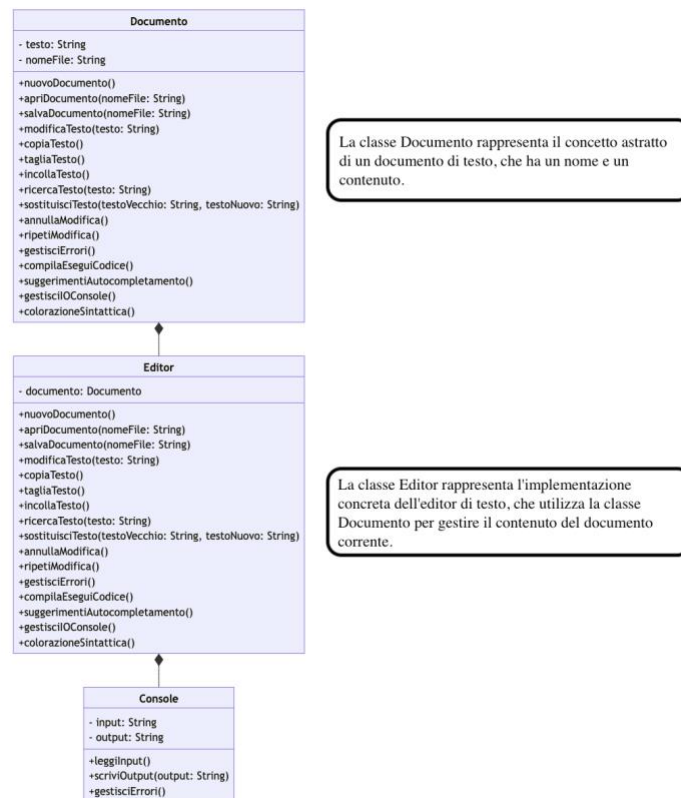 Documento
- testo: String
- nomeFile: String
+nuovoDocumento()
+apriDocumento(nomeFile: String)
+salvaDocumento(nomeFile: String)
+modificaTesto(testo: String)
+copiaTesto()
+tagliaTesto()
+incollaTesto()
+ricercaTesto(testo: String)
+sostituisciTesto(testoVecchio: String, testoNuovo: String)
+annullaModifica()
+ripetiModifica()
+gestisciErrori()
+compilaEseguiCodice()
+suggerimentiAutocompletamento()
+gestisciIOConsole()
+colorazioneSintattica()
La classe Documento rappresenta il concetto astratto
di un documento di testo, che ha un nome e un
contenuto.
Editor
- documento: Documento
+nuovoDocumento()
+apriDocumento(nomeFile: String)
+salvaDocumento(nomeFile: String)
+modificaTesto(testo: String)
+copiaTesto()
+tagliaTesto()
+incollaTesto()
+ricercaTesto(testo: String)
+sostituisciTesto(testoVecchio: String, testoNuovo: String)
+annullaModifica()
+ripetiModifica()
+gestisciErrori()
+compilaEseguiCodice()
+suggerimentiAutocompletamento()
+gestisciIOConsole()
+colorazioneSintattica()
La classe Editor rappresenta l'implementazione
concreta dell'editor di testo, che utilizza la classe
Documento per gestire il contenuto del documento
corrente.
Console
- input: String
- output: String
+leggiInput()
+scriviOutput(output: String)
+gestisciErrori()